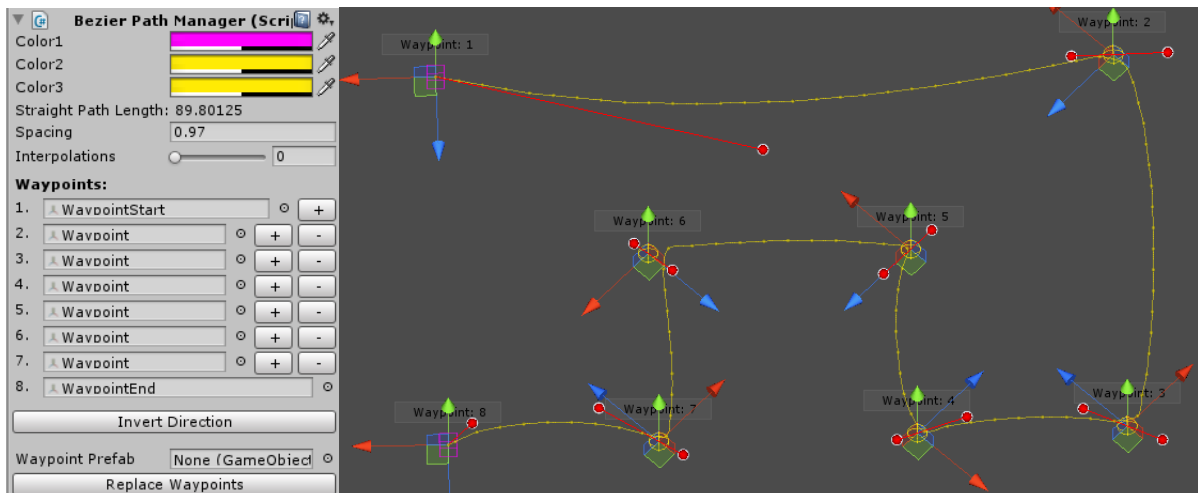 Bezier Path Manager (Scrip
Color1
Color2
Color3
Straight Path Length: 89.80125
Spacing 0.97
Interpolations 0
Waypoints:
1. WaypointStart + 
2. Waypoint + -
3. Waypoint + -
4. Waypoint + -
5. Waypoint + -
6. Waypoint + -
7. Waypoint + -
8. WaypointEnd
Invert Direction
Waypoint Prefab None (GameObject
Replace Waypoints
Waypoint: 1
Waypoint: 2
Waypoint: 6
Waypoint: 5
Waypoint: 8
Waypoint: 7
Waypoint: 4
Waypoint: 3